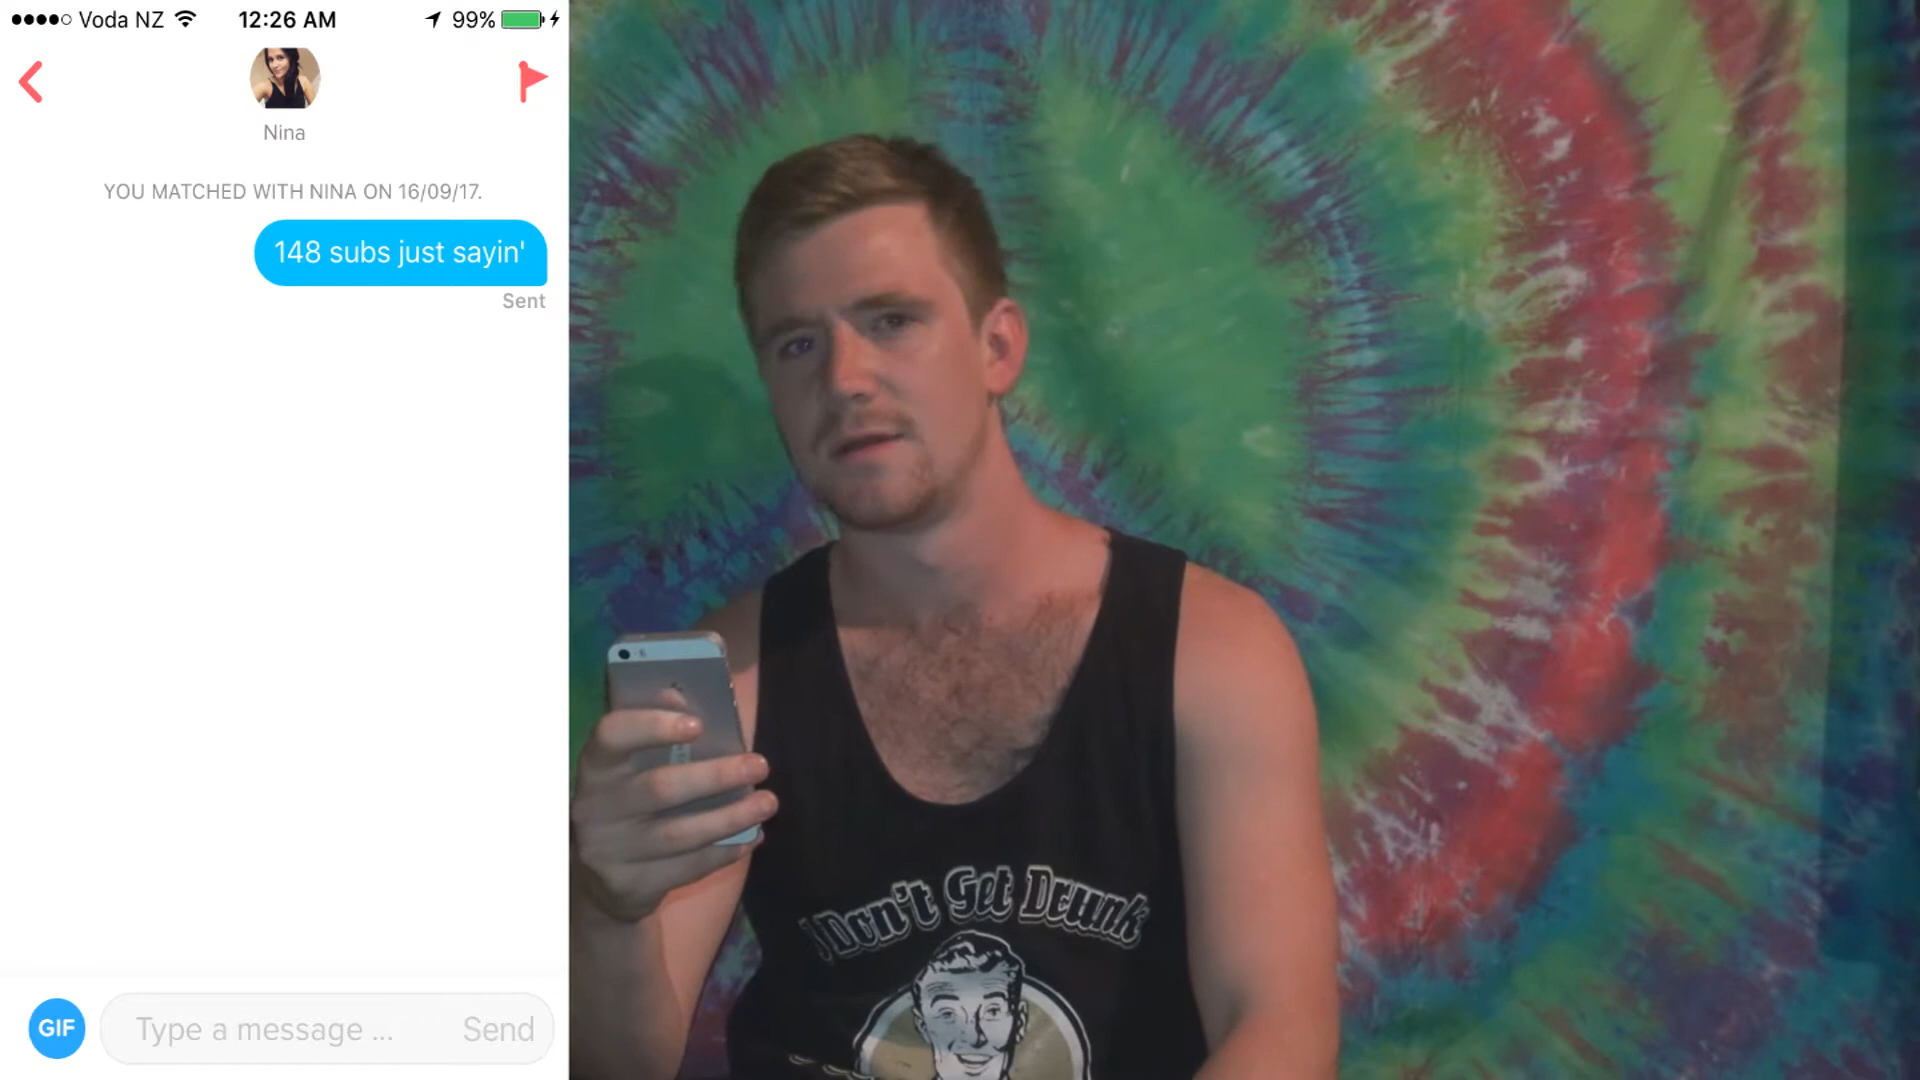 Voda NZ 12:26 AM 99%
Nina
YOU MATCHED WITH NINA ON 16/09/17.
148 subs just sayin'
Sent
GIF Type a message ... Send
I Don't Get Drunk